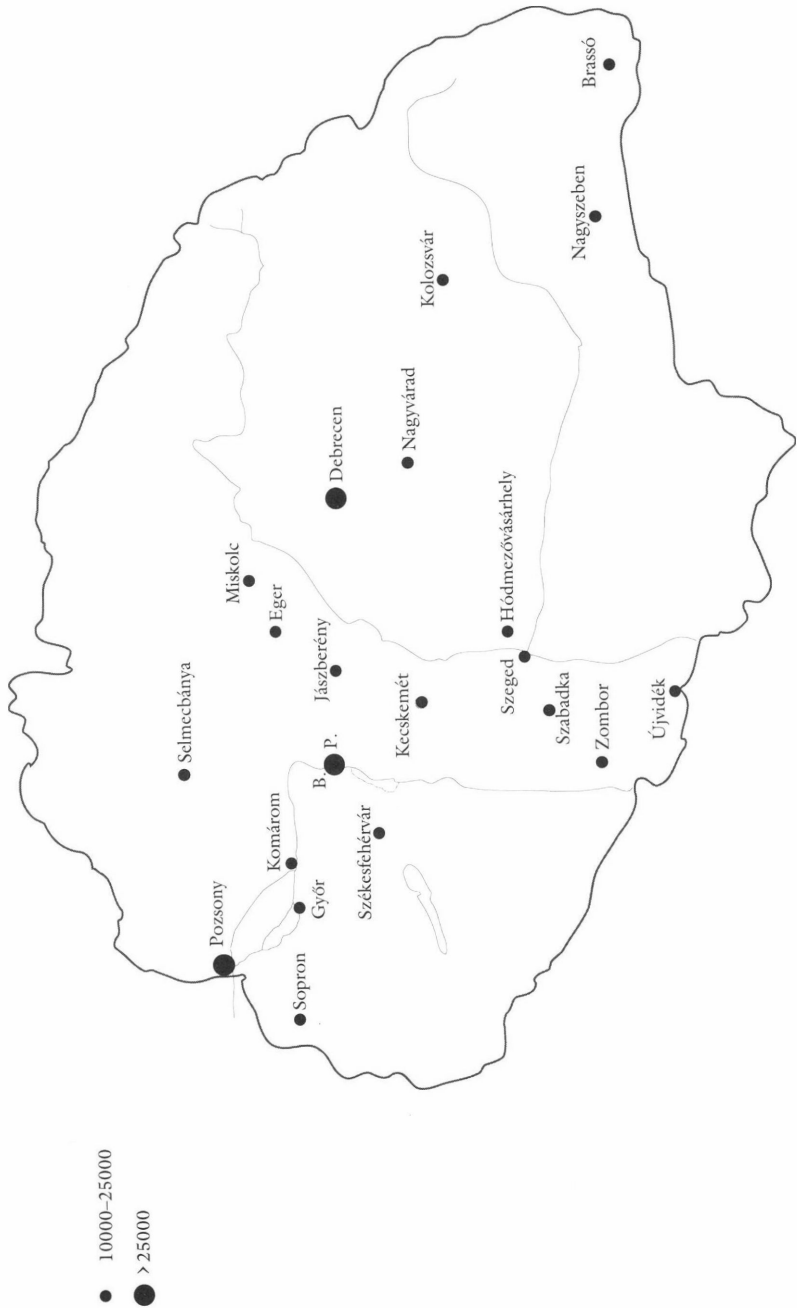 10000–25000
> 25000
Pozsony
Selmecbánya
Miskolc
Eger
Komárom
Győr
Sopron
B. P.
Jászberény
Debrecen
Székesfehérvár
Nagyvárad
Kecskemét
Kolozsvár
Hódmezővásárhely
Szeged
Szabadka
Zombor
Nagyszeben
Brassó
Újvidék